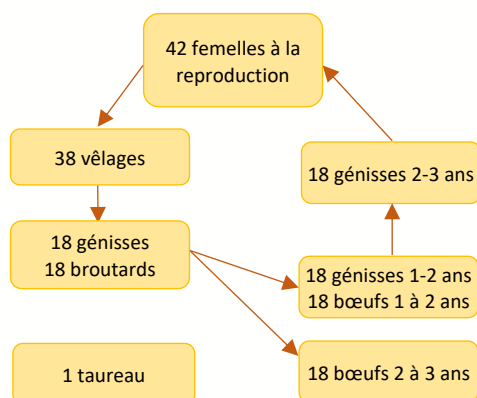 42 femelles à la
reproduction
38 vêlages
18 génisses 2-3 ans
18 génisses
18 broutards
18 génisses 1-2 ans
18 bœufs 1 à 2 ans
1 taureau
18 bœufs 2 à 3 ans